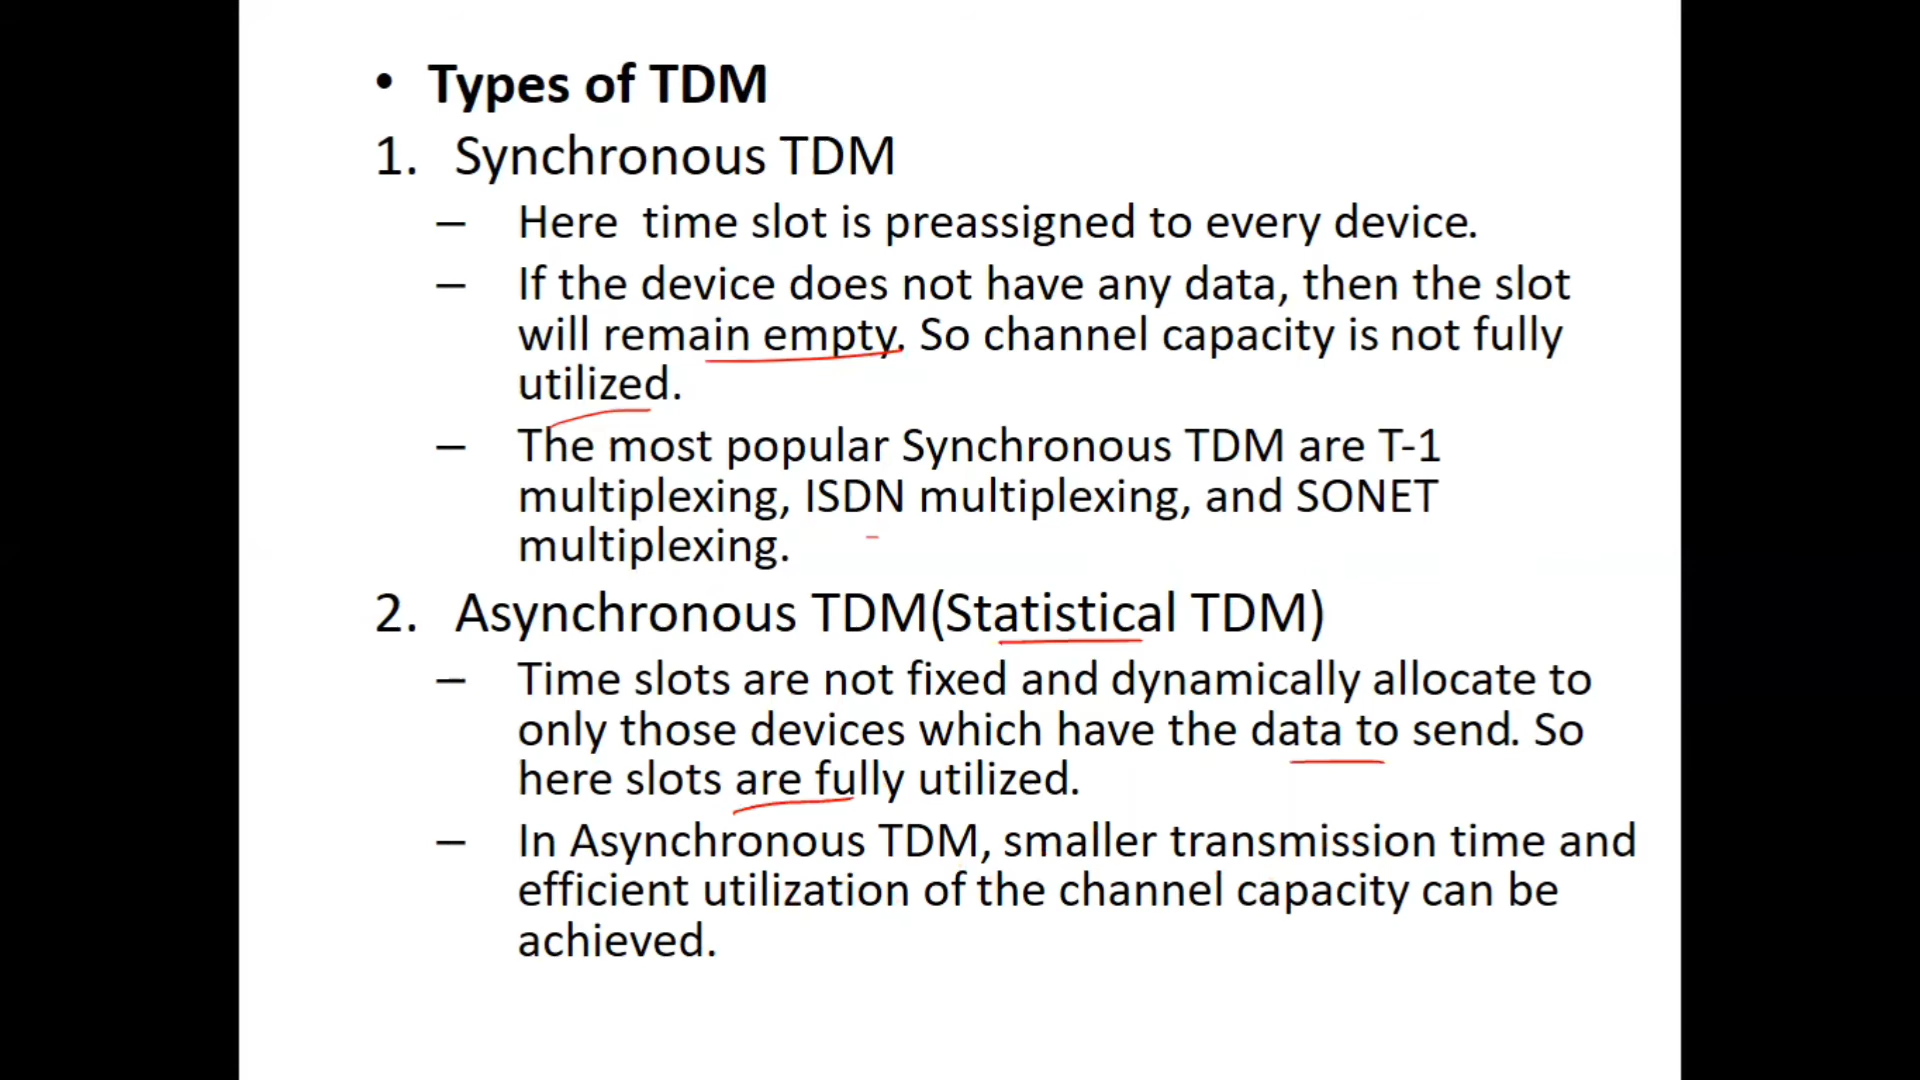 • Types of TDM
1. Synchronous TDM
– Here  time slot is preassigned to every device.
– If the device does not have any data, then the slot
will remain empty. So channel capacity is not fully
utilized.
– The most popular Synchronous TDM are T-1
multiplexing, ISDN multiplexing, and SONET
multiplexing.
2. Asynchronous TDM(Statistical TDM)
– Time slots are not fixed and dynamically allocate to
only those devices which have the data to send. So
here slots are fully utilized.
– In Asynchronous TDM, smaller transmission time and
efficient utilization of the channel capacity can be
achieved.